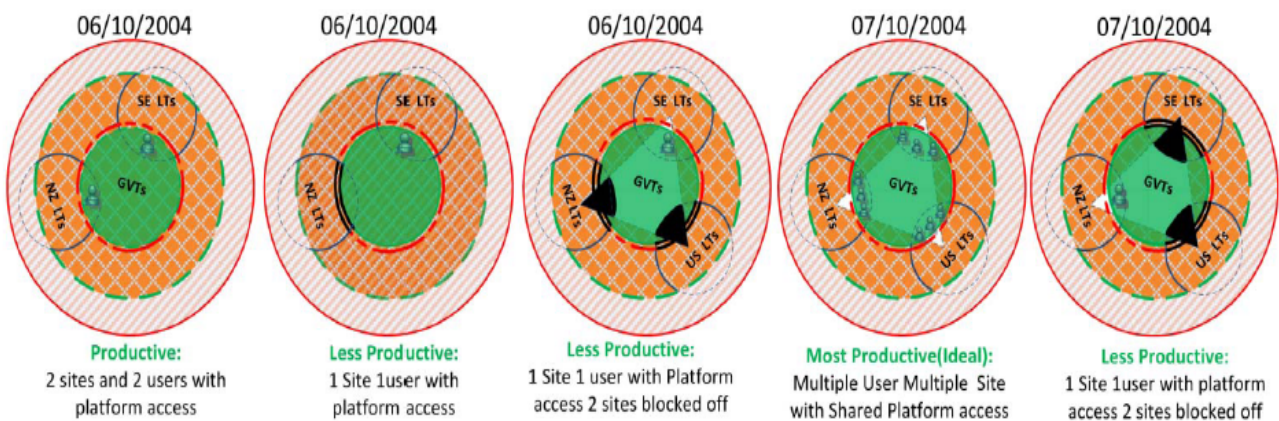 06/10/2004
06/10/2004
06/10/2004
07/10/2004
07/10/2004
SE LTs
GVTs
NZ LTs
SE LTs
GVTs
NZ LTs
SE LTs
GVTs
NZ LTs
US LTs
SE LTs
GVTs
NZ LTs
US LTs
SE LTs
GVTs
NZ LTs
US LTs
Productive:
2 sites and 2 users with
platform access
Less Productive:
1 Site 1user with
platform access
Less Productive:
1 Site 1 user with Platform
access 2 sites blocked off
Most Productive(Ideal):
Multiple User Multiple Site
with Shared Platform access
Less Productive:
1 Site 1user with platform
access 2 sites blocked off